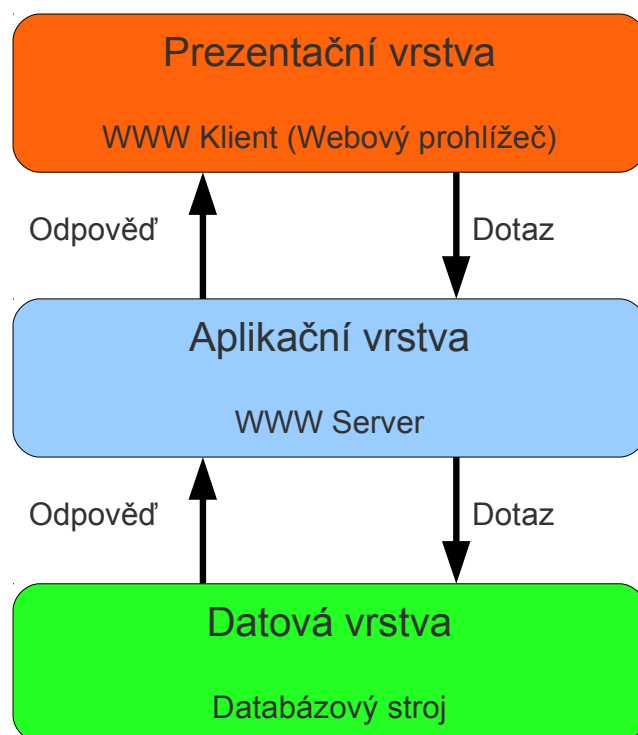 Prezentační vrstva
WWW Klient (Webový prohlížeč)
Odpověď
Dotaz
Aplikační vrstva
WWW Server
Odpověď
Dotaz
Datová vrstva
Databázový stroj